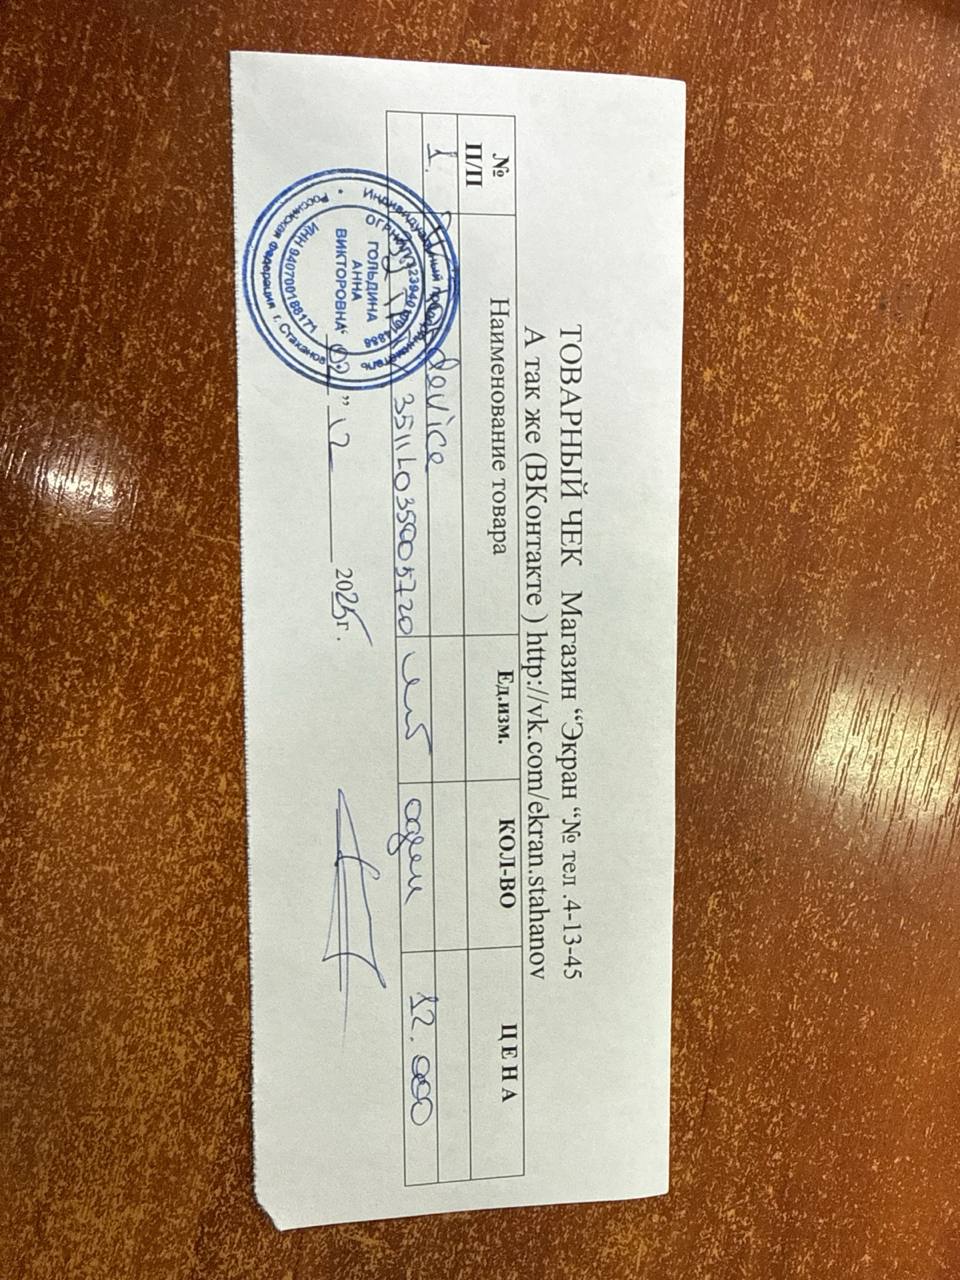 ТОВАРНЫЙ ЧЕК Магазин “Экран “№ тел .4-13-45
А так же (ВКонтакте ) http://vk.com/ekran.stahanov
№ П/П Наименование товара Ед.изм. КОЛ-ВО Ц Е Н А
1. device
3511L035005720 шт один 12.000
Индивидуальный предприниматель
ГОЛЬДИНА
АННА
ВИКТОРОВНА
ИНН 940700188171
Российская Федерация г. Стаханов
“02” 12 2025г.